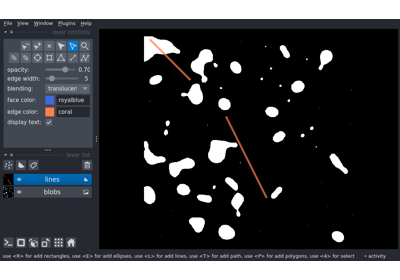 File View Window Plugins Help
layer controls
opacity: 0.70
edge width: 5
blending: translucen
face color: royalblue
edge color: coral
display text:
layer list
lines
blobs
use <R> for add rectangles, use <E> for add ellipses, use <L> for add lines, use <T> for add path, use <P> for add polygons, use <4> for select activity